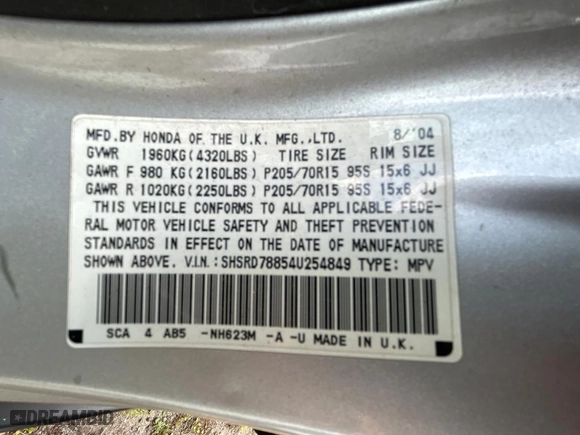 MFD.BY HONDA OF THE U.K. MFG.,LTD. 8/'04
GVWR 1960KG(4320LBS) TIRE SIZE RIM SIZE
GAWR F 980 KG(2160LBS) P205/70R15 95S 15x6 JJ
GAWR R 1020KG(2250LBS) P205/70R15 95S 15x6 JJ
THIS VEHICLE CONFORMS TO ALL APPLICABLE FEDE-
RAL MOTOR VEHICLE SAFETY AND THEFT PREVENTION
STANDARDS IN EFFECT ON THE DATE OF MANUFACTURE
SHOWN ABOVE. V.I.N.:SHSRD78854U254849 TYPE: MPV
SCA 4 AB5 -NH623M -A -U MADE IN U.K.
DREAMBID